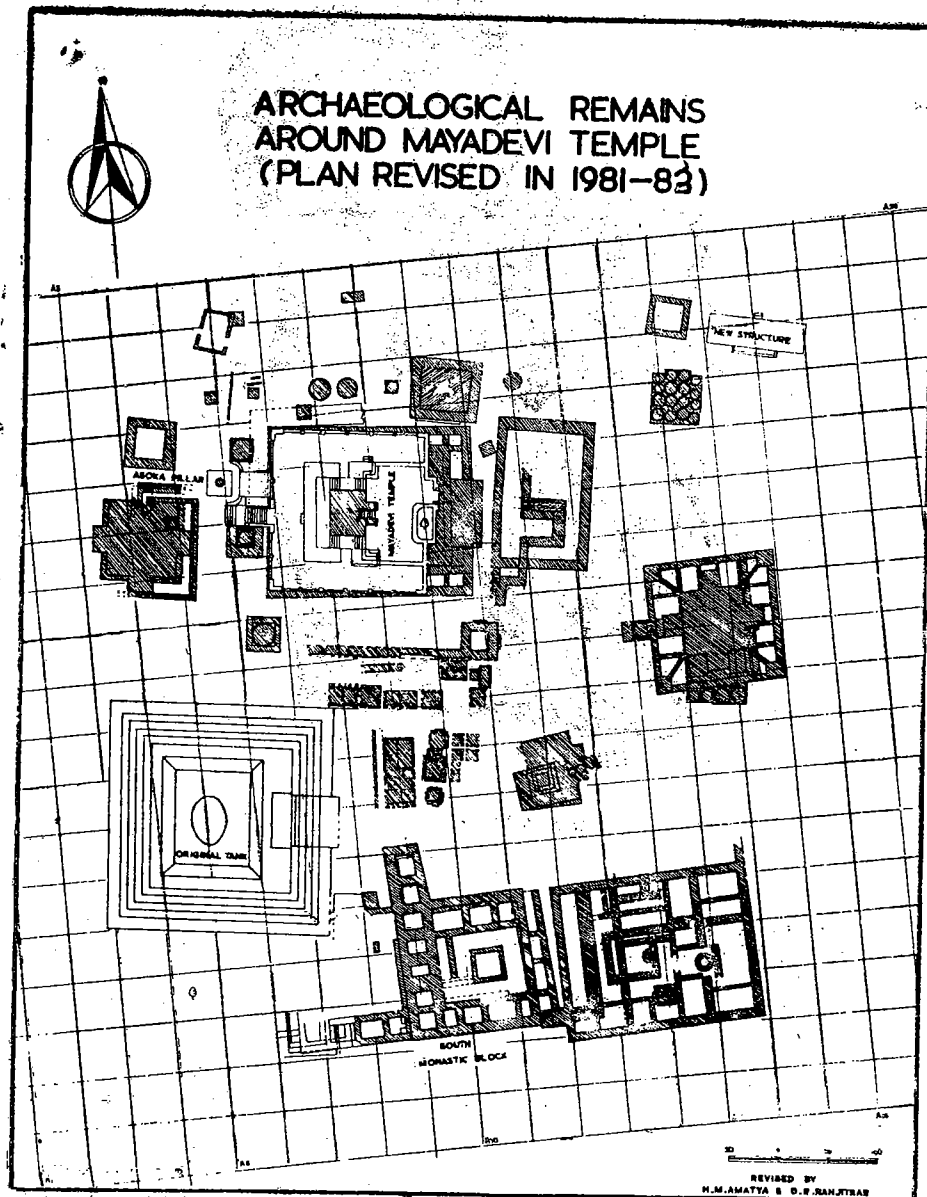 ARCHAEOLOGICAL REMAINS
AROUND MAYADEVI TEMPLE
(PLAN REVISED IN 1981-83)
NEW STRUCTURE
ASOKA PILLAR
MAYADEVI TEMPLE
ORIGINAL TANK
SOUTH
MONASTIC BLOCK
REVISED BY